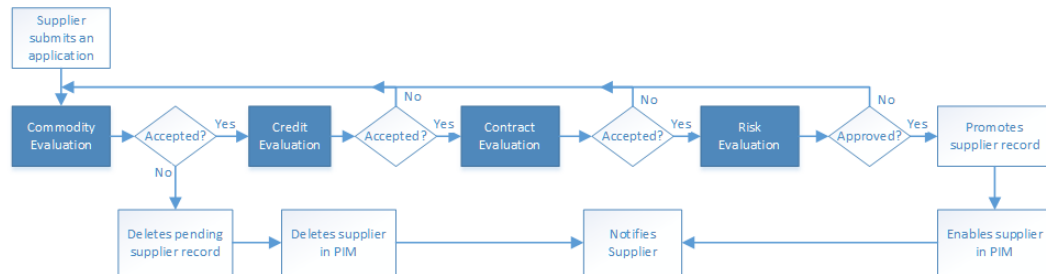 Supplier
submits an
application
No
No
No
Commodity
Evaluation
Accepted?
Yes
Credit
Evaluation
Accepted?
Yes
Contract
Evaluation
Accepted?
Yes
Risk
Evaluation
Approved?
Yes
Promotes
supplier record
No
Deletes pending
supplier record
Deletes supplier
in PIM
Notifies
Supplier
Enables supplier
in PIM